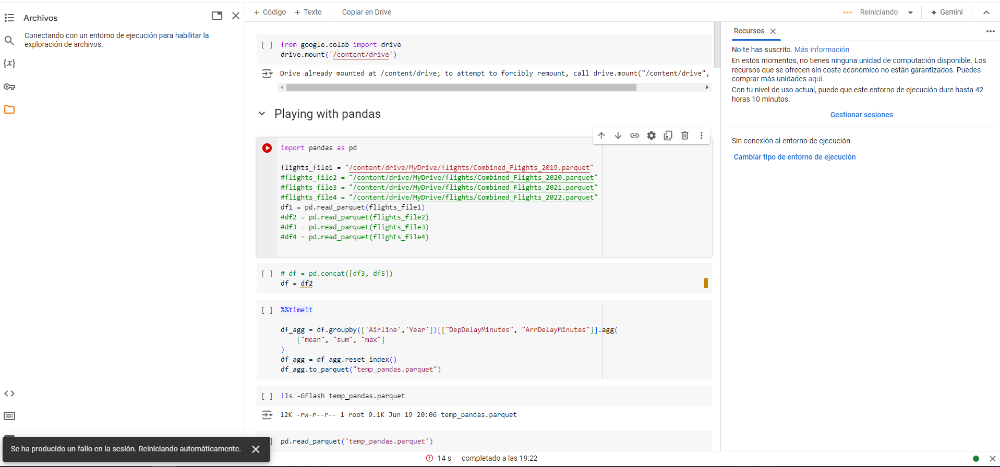 Archivos
Conectando con un entorno de ejecución para habilitar la
exploración de archivos.
+ Código + Texto Copiar en Drive
Reiniciando Gemini
[ ] from google.colab import drive
drive.mount('/content/drive')
Drive already mounted at /content/drive; to attempt to forcibly remount, call drive.mount("/content/drive",
Playing with pandas
import pandas as pd
flights_file1 = "/content/drive/MyDrive/flights/Combined_Flights_2019.parquet"
#flights_file2 = "/content/drive/MyDrive/flights/Combined_Flights_2020.parquet"
#flights_file3 = "/content/drive/MyDrive/flights/Combined_Flights_2021.parquet"
#flights_file4 = "/content/drive/MyDrive/flights/Combined_Flights_2022.parquet"
df1 = pd.read_parquet(flights_file1)
#df2 = pd.read_parquet(flights_file2)
#df3 = pd.read_parquet(flights_file3)
#df4 = pd.read_parquet(flights_file4)
[ ] # df = pd.concat([df3, df5])
df = df2
[ ] %%timeit
df_agg = df.groupby(['Airline','Year'])[["DepDelayMinutes", "ArrDelayMinutes"]].agg(
["mean", "sum", "max"]
)
df_agg = df_agg.reset_index()
df_agg.to_parquet("temp_pandas.parquet")
[ ] !ls -GFlash temp_pandas.parquet
12K -rw-r--r-- 1 root 9.1K Jun 19 20:06 temp_pandas.parquet
] pd.read_parquet('temp_pandas.parquet')
Recursos
No te has suscrito. Más información
En estos momentos, no tienes ninguna unidad de computación disponible. Los
recursos que se ofrecen sin coste económico no están garantizados. Puedes
comprar más unidades aquí.
Con tu nivel de uso actual, puede que este entorno de ejecución dure hasta 42
horas 10 minutos.
Gestionar sesiones
Sin conexión al entorno de ejecución.
Cambiar tipo de entorno de ejecución
Se ha producido un fallo en la sesión. Reiniciando automáticamente.
14 s completado a las 19:22